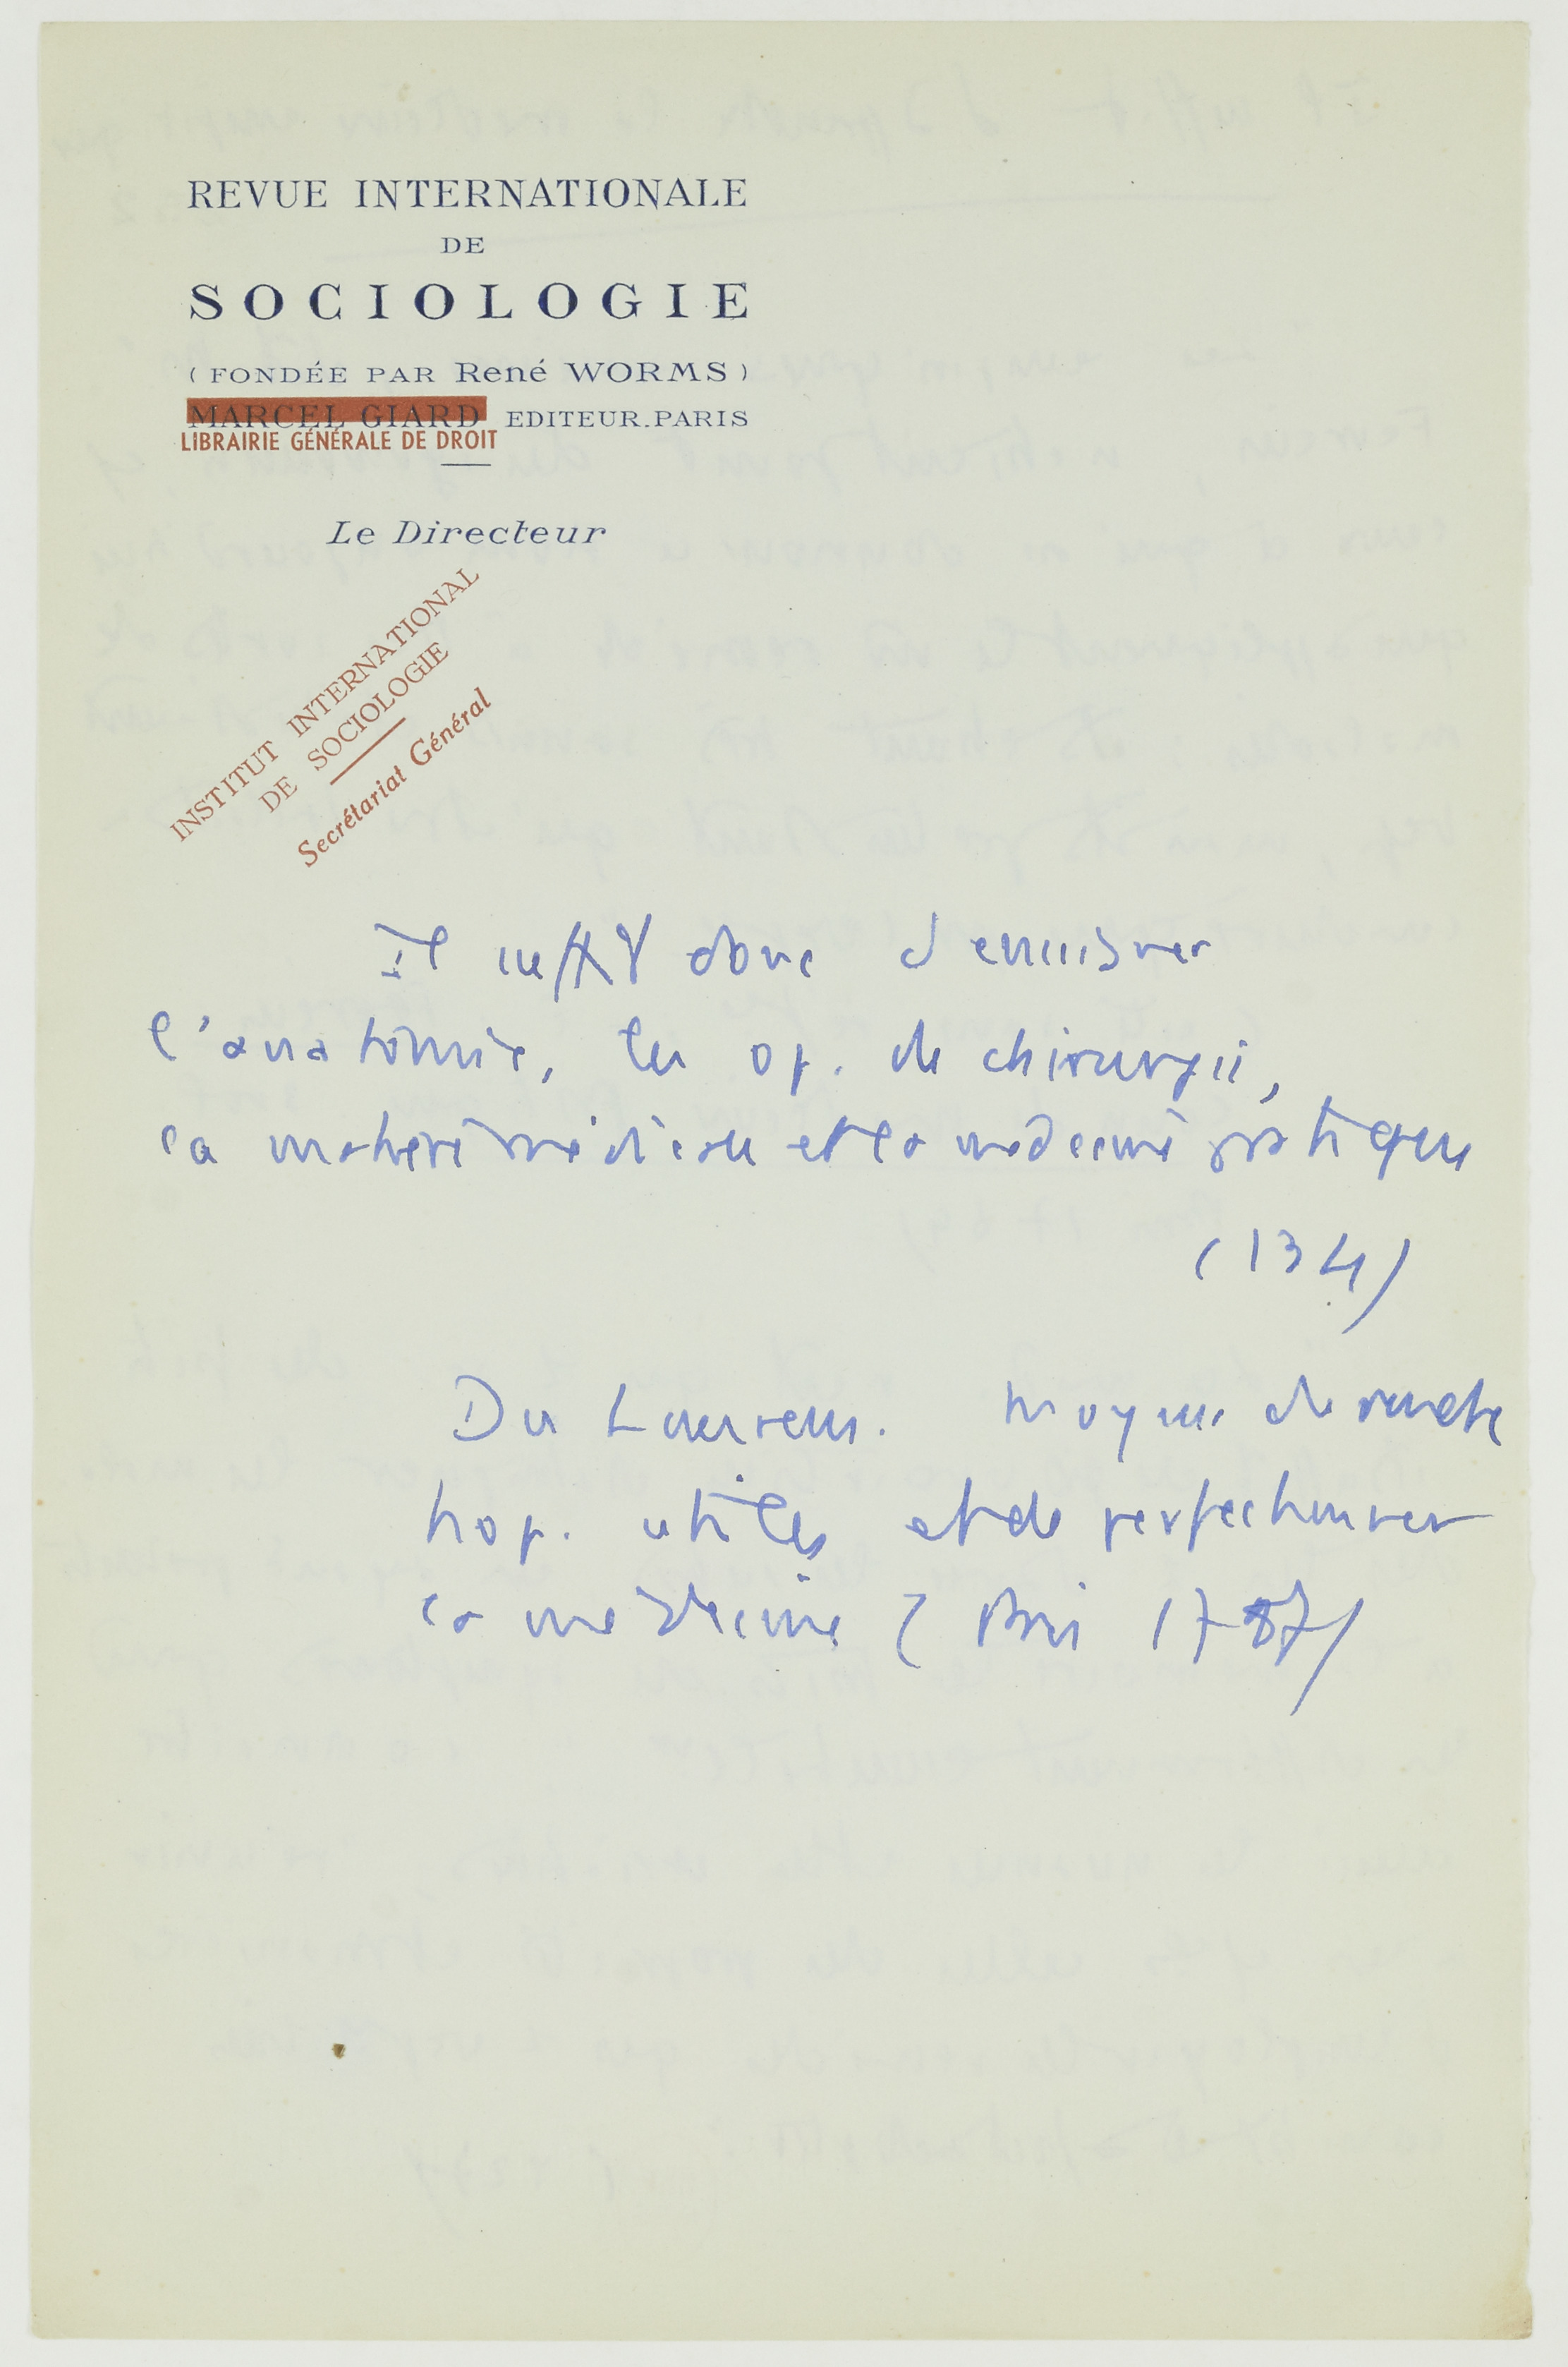 REVUE INTERNATIONALE
DE
SOCIOLOGIE
(FONDÉE PAR René WORMS)
MARCEL GIARD EDITEUR.PARIS
LIBRAIRIE GÉNÉRALE DE DROIT
Le Directeur
INSTITUT INTERNATIONAL
DE SOCIOLOGIE
Secrétariat Général
Il suffit donc d'enseigner
l'anatomie, les op. de chirurgie,
la matière médicale et la médecine pratique
(134)
Du Laurens. Moyens de rendre
hop. utiles et de perfectionner
la médecine (Paris 1787)